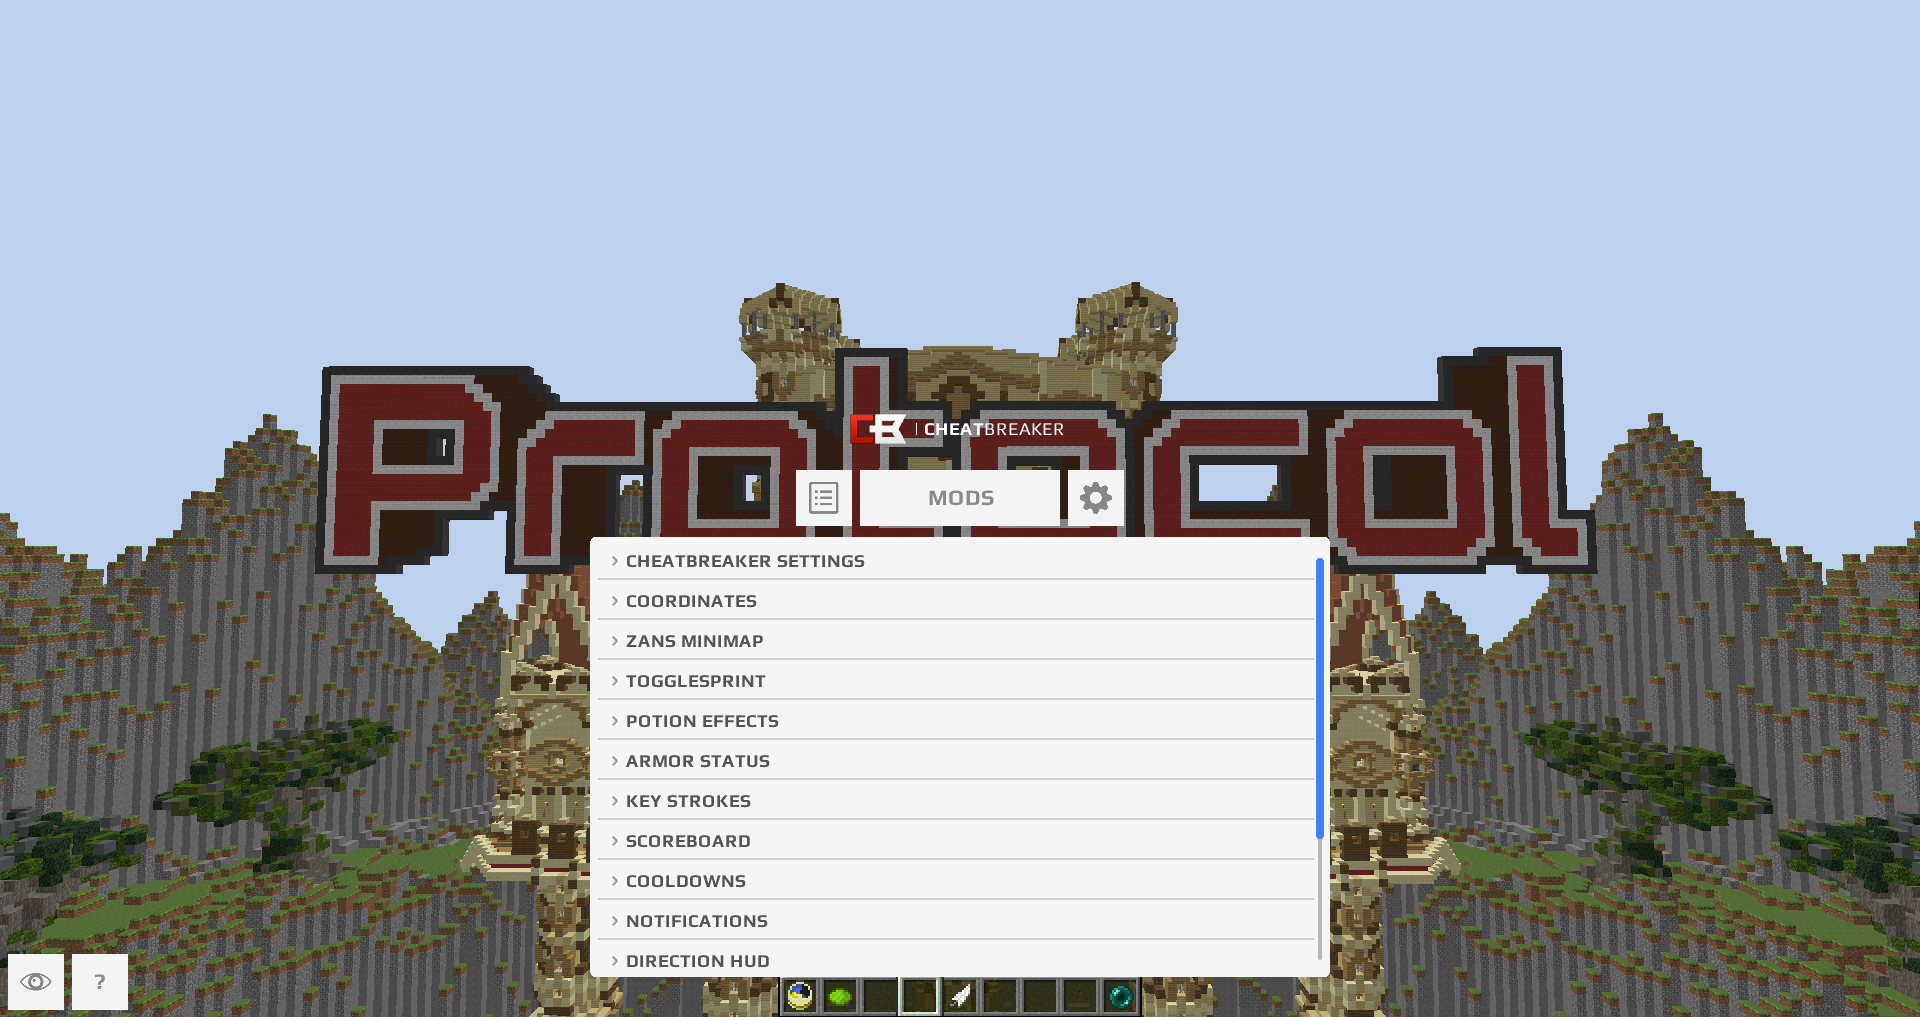 Protocol
CHEATBREAKER
MODS
CHEATBREAKER SETTINGS
COORDINATES
ZANS MINIMAP
TOGGLESPRINT
POTION EFFECTS
ARMOR STATUS
KEY STROKES
SCOREBOARD
COOLDOWNS
NOTIFICATIONS
DIRECTION HUD
?